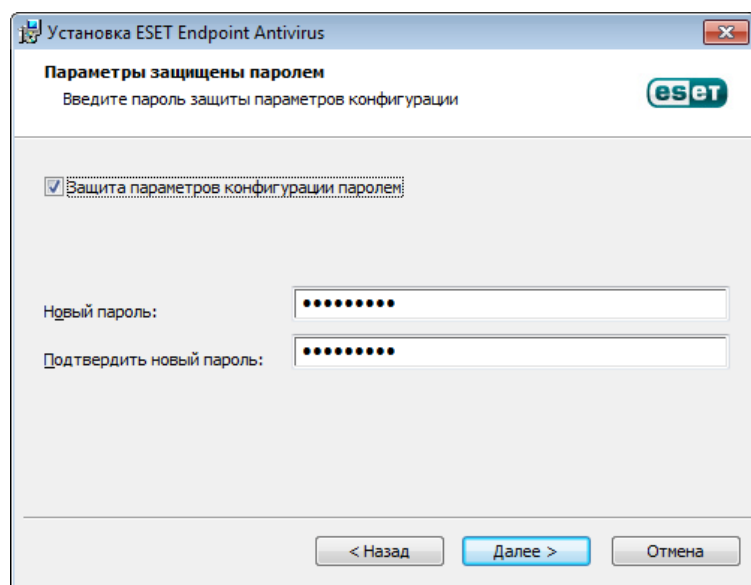 Установка ESET Endpoint Antivirus
Параметры защищены паролем
Введите пароль защиты параметров конфигурации
eseT
Защита параметров конфигурации паролем
Новый пароль: •••••••••
Подтвердить новый пароль: •••••••••
< Назад Далее > Отмена